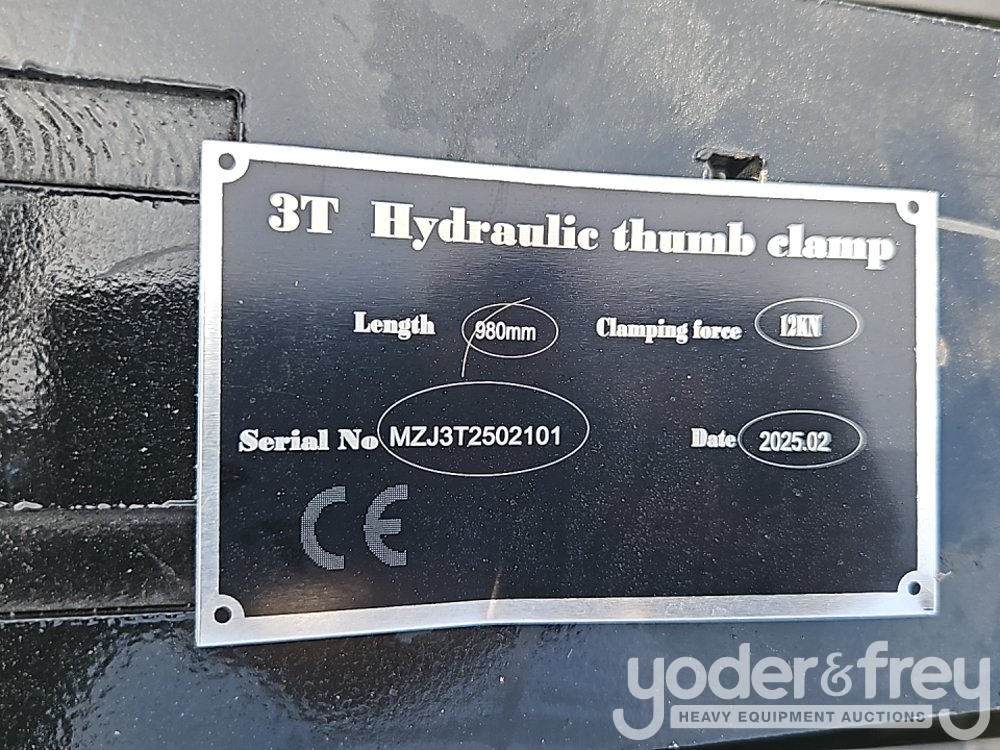 3T Hydraulic thumb clamp
Length 980mm Clamping force 12KN
Serial No MZJ3T2502101 Date 2025.02
CE
yoder&frey
HEAVY EQUIPMENT AUCTIONS